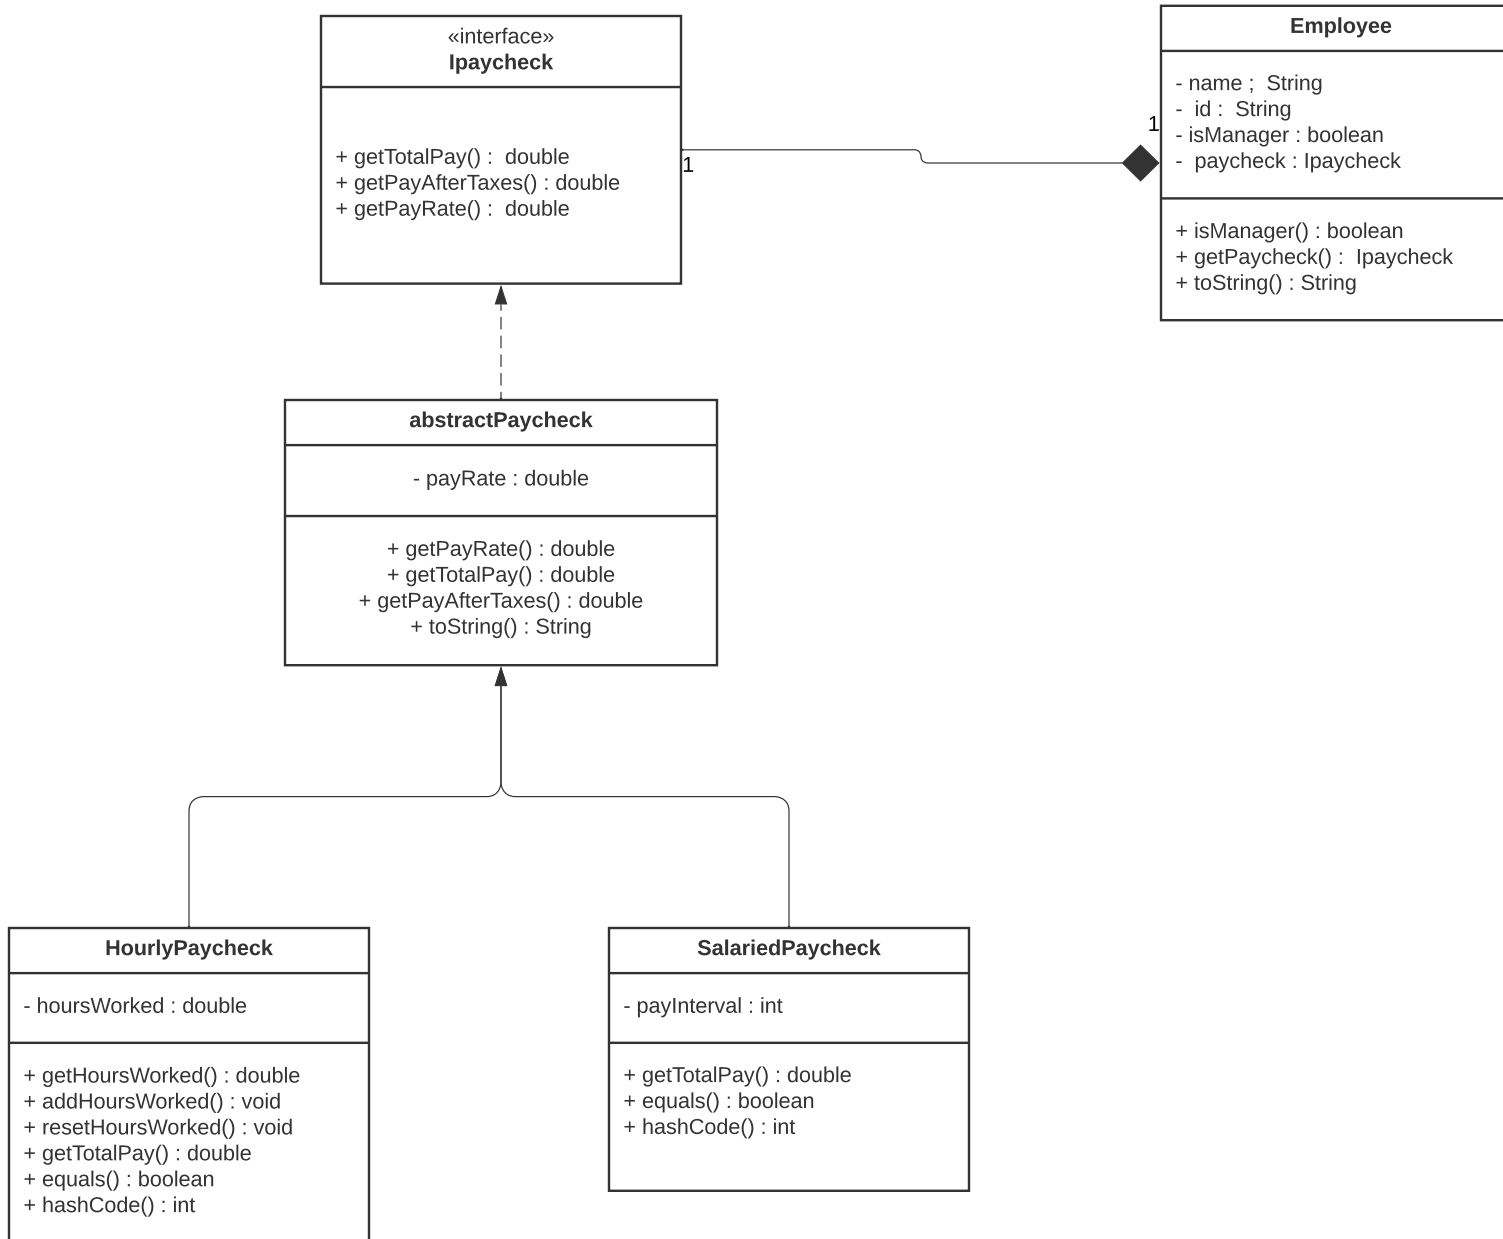 «interface»
Ipaycheck
+ getTotalPay() :  double
+ getPayAfterTaxes() : double
+ getPayRate() :  double
1
1
Employee
- name ;  String
-  id :  String
- isManager : boolean
-  paycheck : Ipaycheck
+ isManager() : boolean
+ getPaycheck() :  Ipaycheck
+ toString() : String
abstractPaycheck
- payRate : double
+ getPayRate() : double
+ getTotalPay() : double
+ getPayAfterTaxes() : double
+ toString() : String
HourlyPaycheck
- hoursWorked : double
+ getHoursWorked() : double
+ addHoursWorked() : void
+ resetHoursWorked() : void
+ getTotalPay() : double
+ equals() : boolean
+ hashCode() : int
SalariedPaycheck
- payInterval : int
+ getTotalPay() : double
+ equals() : boolean
+ hashCode() : int